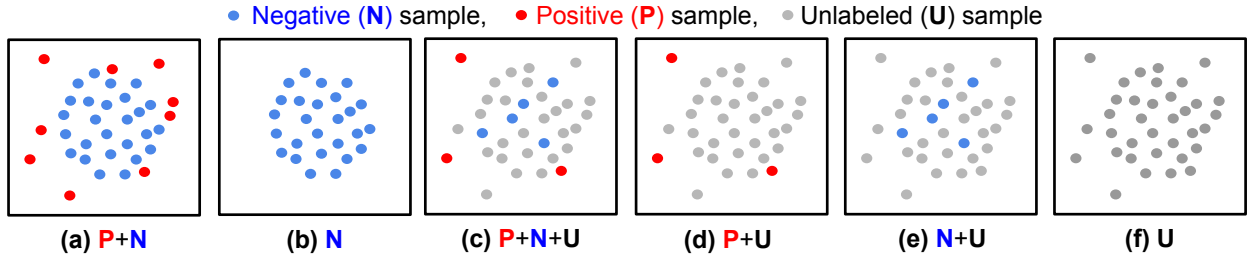 Negative (N) sample, Positive (P) sample, Unlabeled (U) sample
(a) P+N (b) N (c) P+N+U (d) P+U (e) N+U (f) U